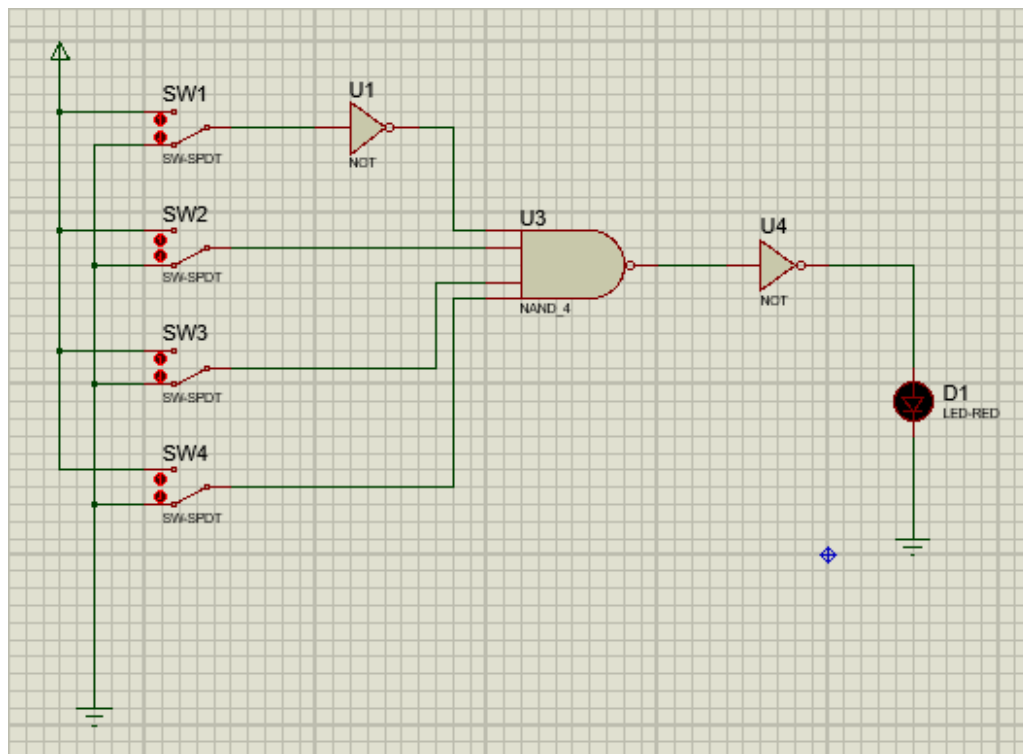 SW1
SW-SPDT
U1
NOT
SW2
SW-SPDT
U3
NAND_4
U4
NOT
SW3
SW-SPDT
D1
LED-RED
SW4
SW-SPDT